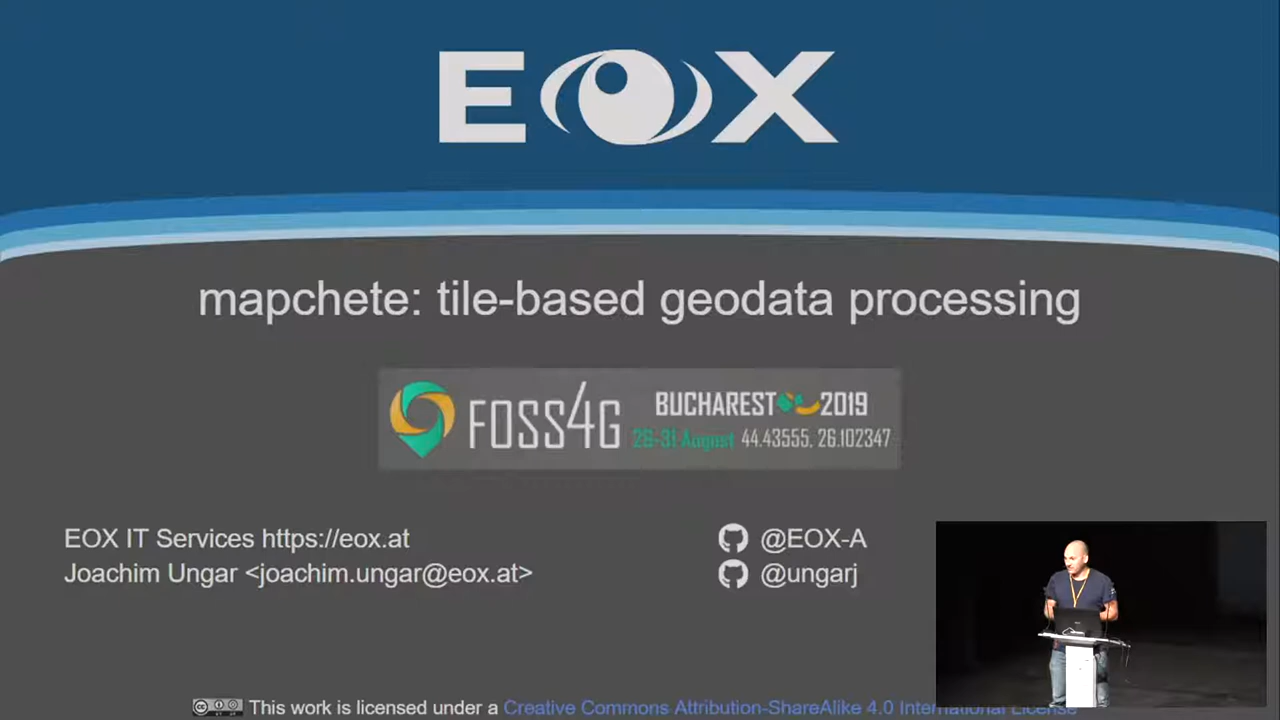 EOX
mapchete: tile-based geodata processing
FOSS4G
BUCHAREST 2019
26-31 August 44.43555, 26.102347
EOX IT Services https://eox.at
@EOX-A
Joachim Ungar <joachim.ungar@eox.at>
@ungarj
This work is licensed under a Creative Commons Attribution-ShareAlike 4.0 International License